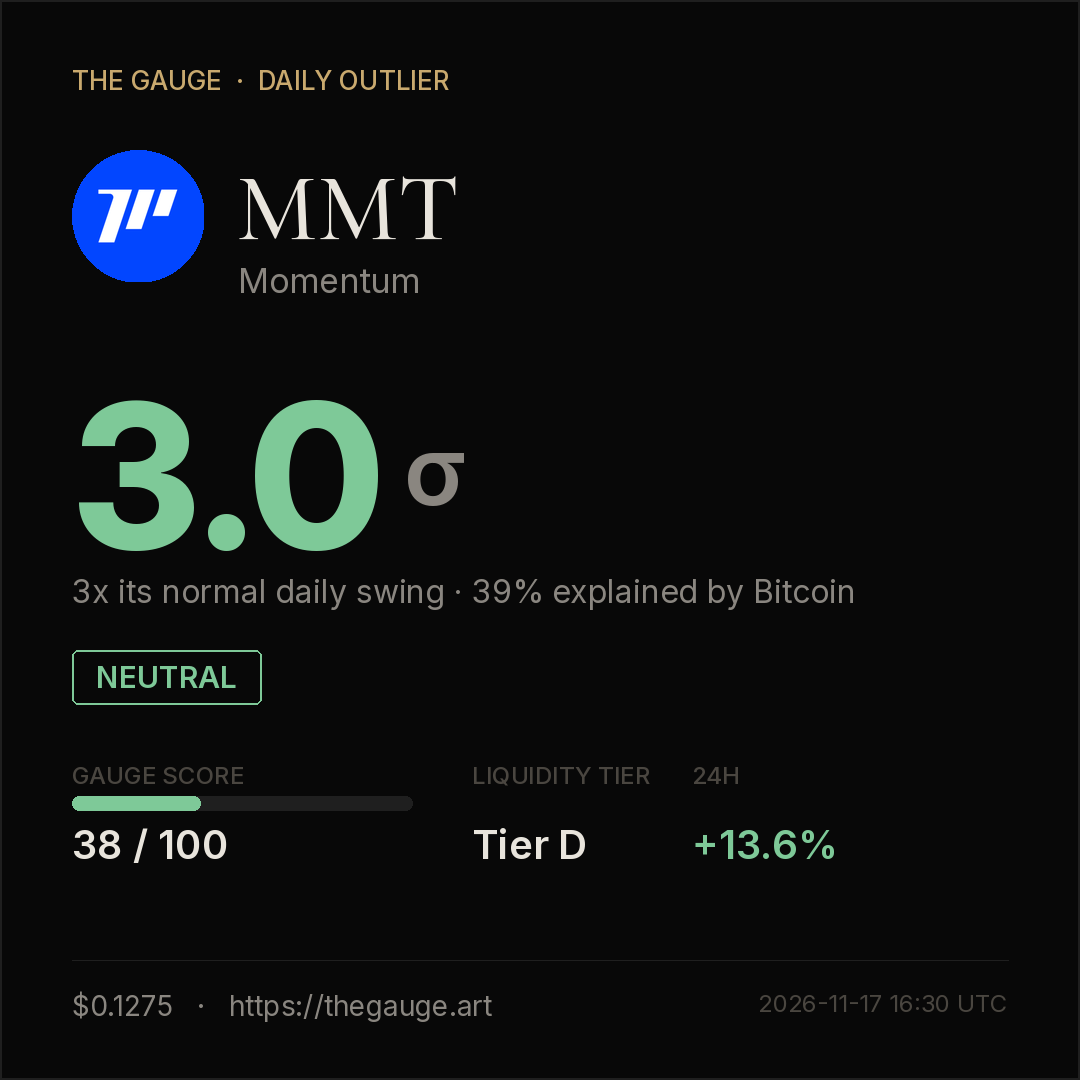 THE GAUGE · DAILY OUTLIER
MMT
Momentum
3.0 σ
3x its normal daily swing · 39% explained by Bitcoin
NEUTRAL
GAUGE SCORE LIQUIDITY TIER 24H
38 / 100 Tier D +13.6%
$0.1275 · https://thegauge.art 2026-11-17 16:30 UTC